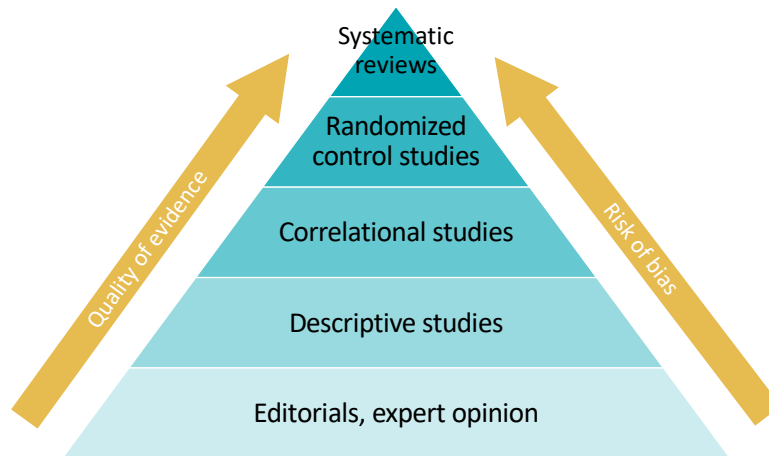 Systematic
reviews
Randomized
control studies
Quality of evidence
Risk of bias
Correlational studies
Descriptive studies
Editorials, expert opinion